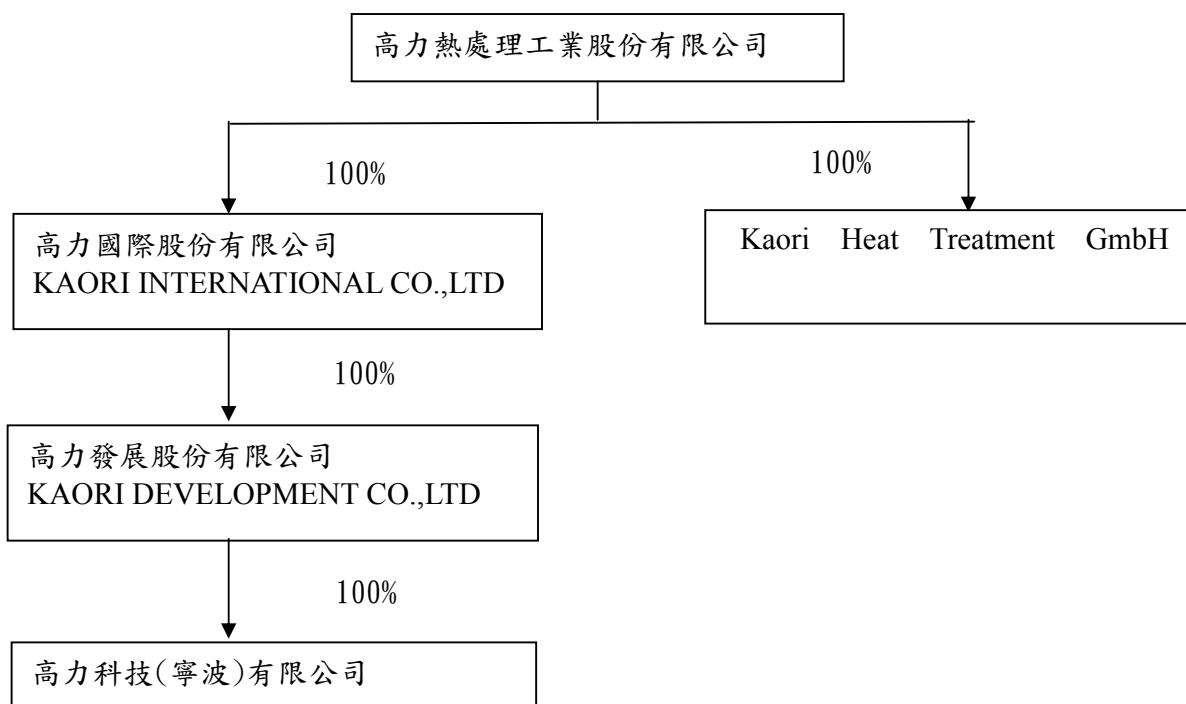 高力熱處理工業股份有限公司
100%
100%
高力國際股份有限公司
KAORI INTERNATIONAL CO.,LTD
Kaori Heat Treatment GmbH
100%
高力發展股份有限公司
KAORI DEVELOPMENT CO.,LTD
100%
高力科技(寧波)有限公司